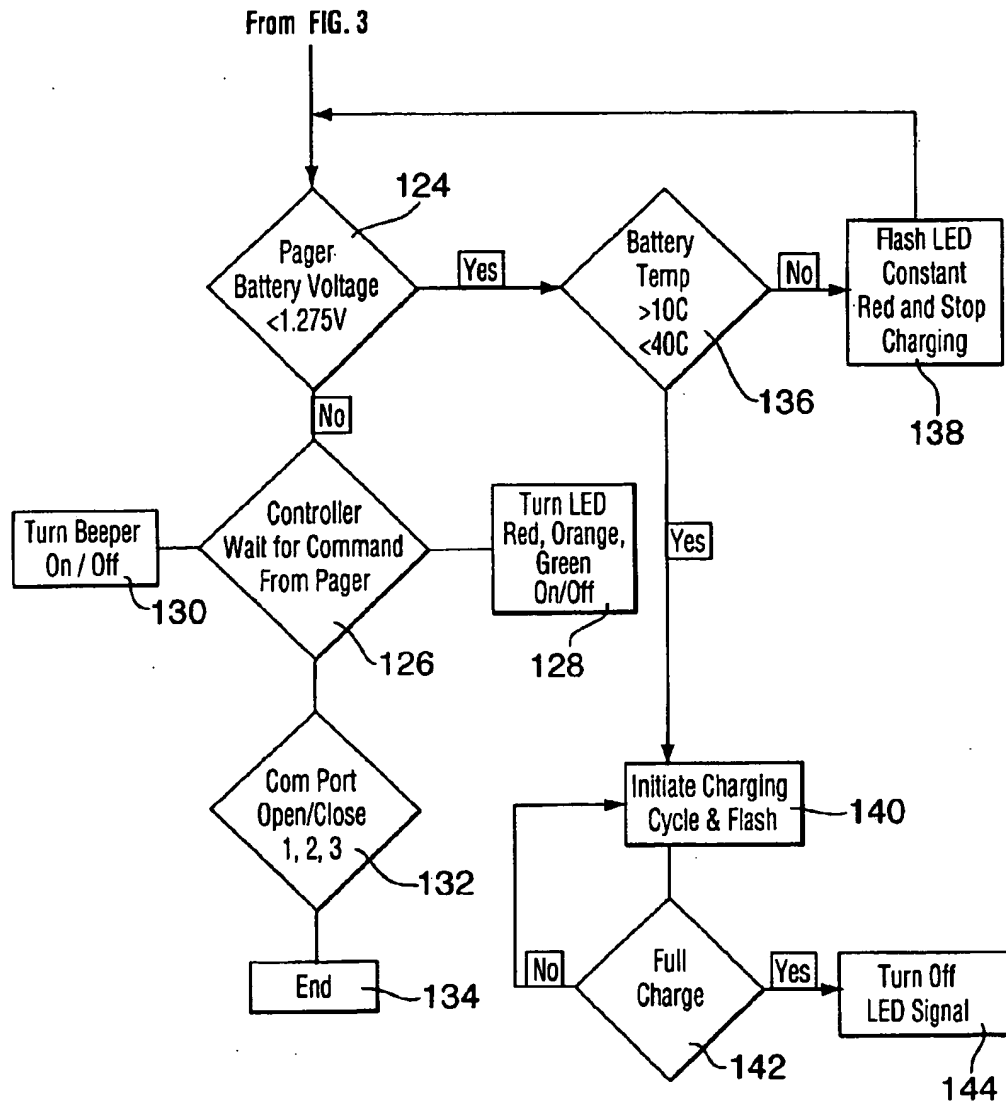 From FIG. 3
124
Pager
Battery Voltage
<1.275V
Yes
Battery
Temp
>10C
<40C
136
No
Flash LED
Constant
Red and Stop
Charging
138
No
Turn Beeper
On / Off
130
Controller
Wait for Command
From Pager
126
Turn LED
Red, Orange,
Green
On/Off
128
Yes
Com Port
Open/Close
1, 2, 3
132
Initiate Charging
Cycle & Flash
140
End
134
No
Full
Charge
142
Yes
Turn Off
LED Signal
144